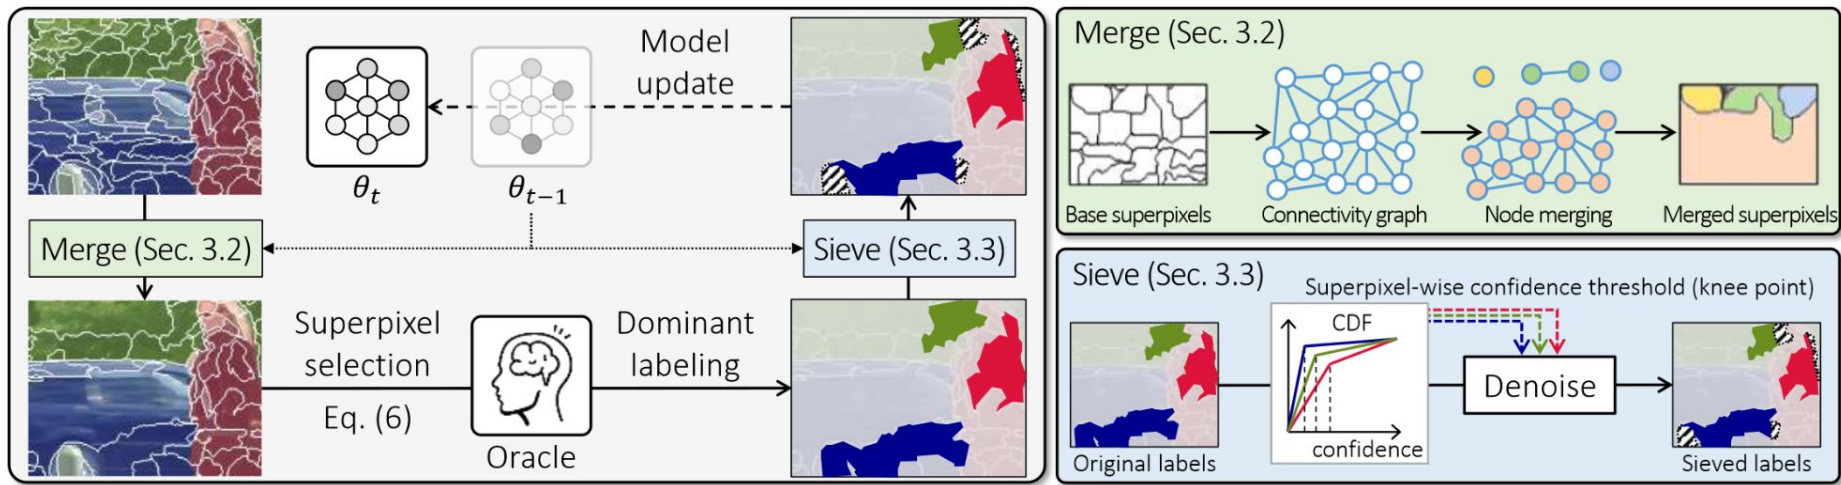 Model
update
θt
θt−1
Merge (Sec. 3.2)
Sieve (Sec. 3.3)
Superpixel
selection
Eq. (6)
Oracle
Dominant
labeling
Merge (Sec. 3.2)
Base superpixels
Connectivity graph
Node merging
Merged superpixels
Sieve (Sec. 3.3)
Superpixel-wise confidence threshold (knee point)
CDF
confidence
Denoise
Original labels
Sieved labels